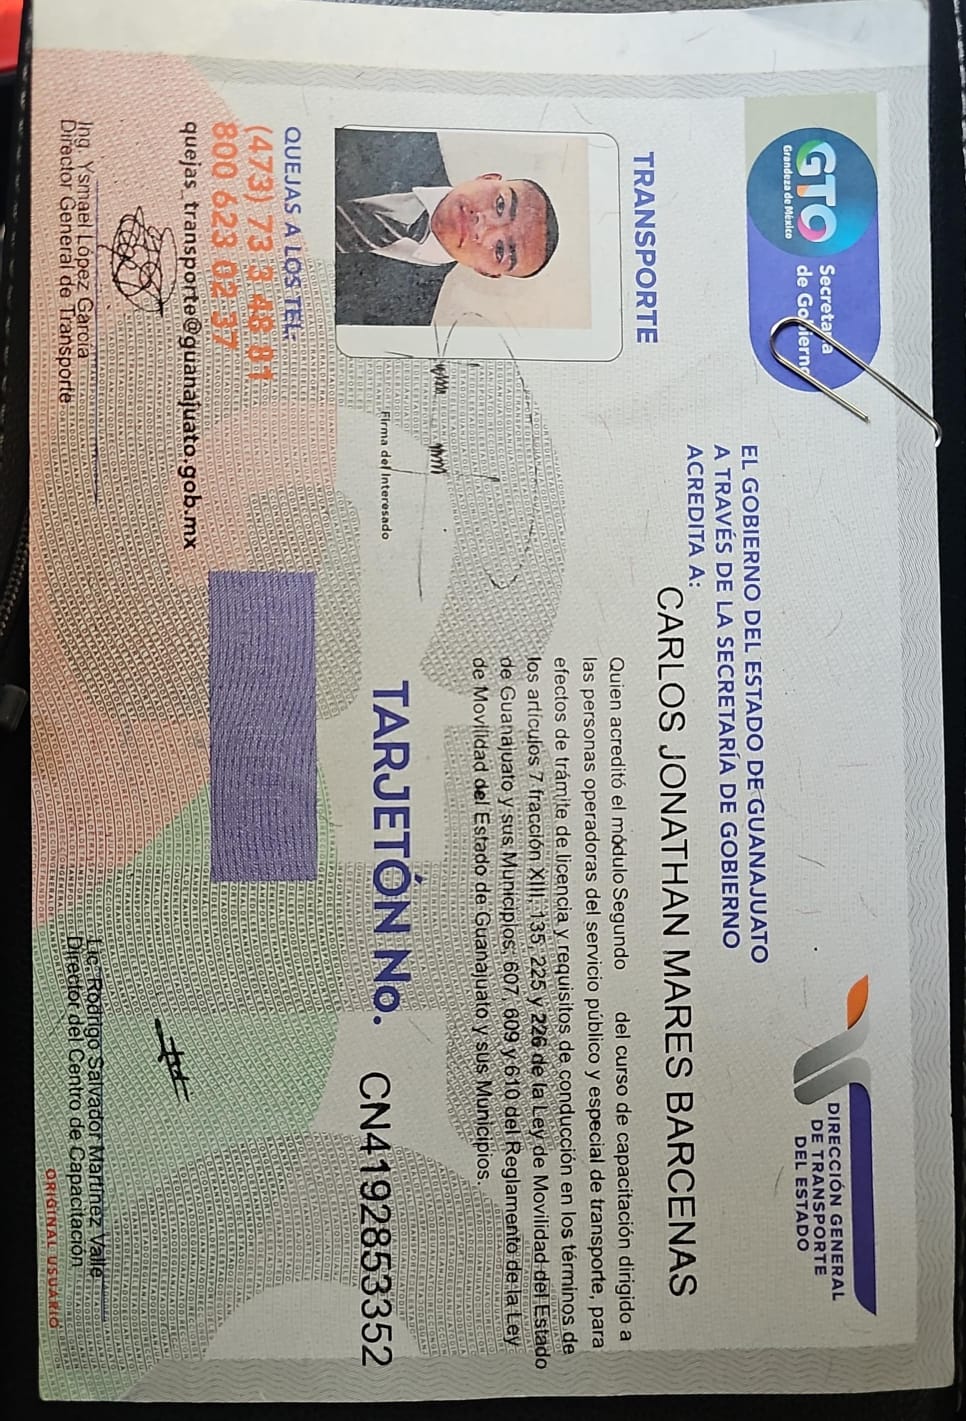 GTO
Grandeza de México
Secretaría
de Gobierno
DIRECCIÓN GENERAL
DE TRANSPORTE
DEL ESTADO
EL GOBIERNO DEL ESTADO DE GUANAJUATO
A TRAVÉS DE LA SECRETARÍA DE GOBIERNO
ACREDITA A:
CARLOS JONATHAN MARES BARCENAS
TRANSPORTE
Quien acreditó el módulo Segundo del curso de capacitación dirigido a
las personas operadoras del servicio público y especial de transporte, para
efectos de trámite de licencia y requisitos de conducción en los términos de
los artículos 7 fracción XIII, 135, 225 y 226 de la Ley de Movilidad del Estado
de Guanajuato y sus Municipios; 607, 609 y 610 del Reglamento de la Ley
de Movilidad del Estado de Guanajuato y sus Municipios.
Firma del Interesado
TARJETÓN No. CN4192853352
QUEJAS A LOS TEL:
(473) 73 3 48 81
800 623 02 37
quejas_transporte@guanajuato.gob.mx
Ing. Ysmael López García
Director General de Transporte
Lic. Rodrigo Salvador Martínez Valle
Director del Centro de Capacitación
ORIGINAL USUARIO